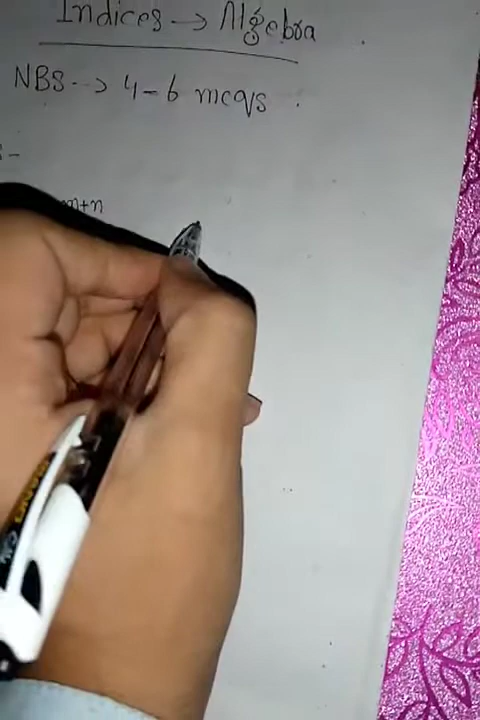 Indices → Algebra
NBS --> 4-6 mcqs
m+n